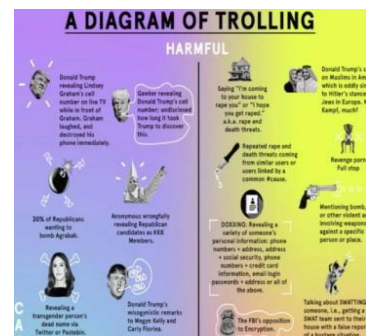 A DIAGRAM OF TROLLING
HARMFUL
Donald Trump
revealing Lindsey
Graham's cell
number on live TV
while in front of
Graham. Graham
laughed, and
destroyed his
phone immediately.
Gawker revealing
Donald Trump's cell
number; undisclosed
how long it took
Trump to discover
this.
30% of Republicans
wanting to
bomb Agrabah.
Anonymous wrongfully
revealing Republican
candidates as KKK
Members.
Revealing a
transgender person's
dead name via
Twitter or Pastebin.
Donald Trump's
misogynistic remarks
to Megyn Kelly and
Carly Fiorina.
Saying "I'm coming
to your house to
rape you" or "I hope
you get raped."
a.k.a. rape and
death threats.
Repeated rape and
death threats coming
from similar users or
users linked by a
common #cause.
DOXXING: Revealing a
variety of someone's
personal information: phone
numbers + address, address
+ social security, phone
numbers + credit card
information, email login
passwords + address or all of
the above.
The FBI's opposition
to Encryption.
Donald Trump's
on Muslims in Am
which is oddly sim
to Hitler's stance
Jews in Europe. M
Kampf, much?
Revenge porn
Full stop
Mentioning bomb,
or other violent a
involving weapons
against a specific
person or place.
Talking about SWATTING
someone, i.e., getting a
SWAT team sent to their
house with a false report
of a hostage situation.
C
A